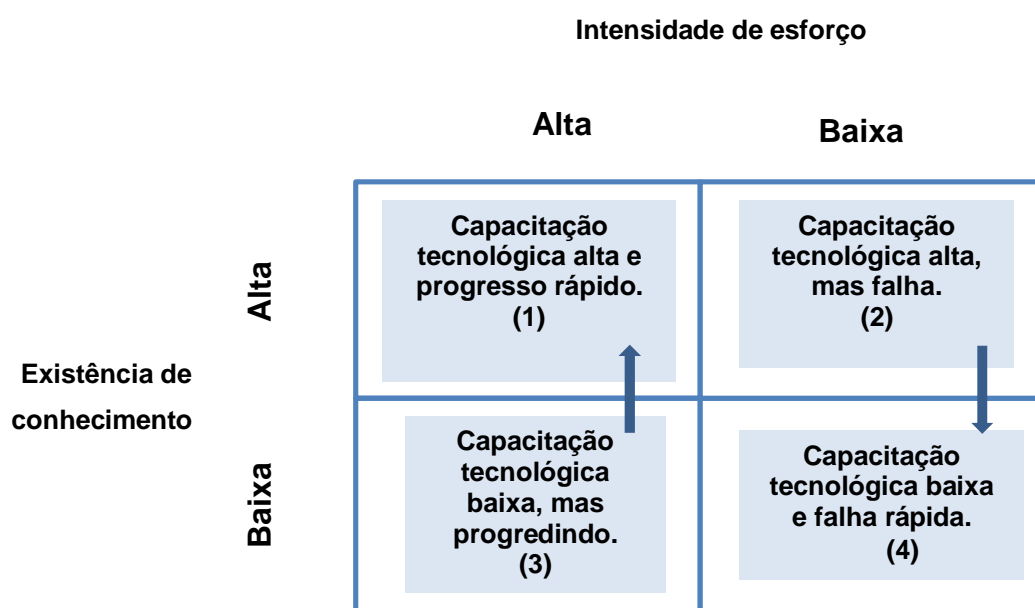 Intensidade de esforço
Alta
Baixa
Alta
Capacitação
tecnológica alta e
progresso rápido.
(1)
Capacitação
tecnológica alta,
mas falha.
(2)
Existência de
conhecimento
Baixa
Capacitação
tecnológica
baixa, mas
progredindo.
(3)
Capacitação
tecnológica baixa
e falha rápida.
(4)